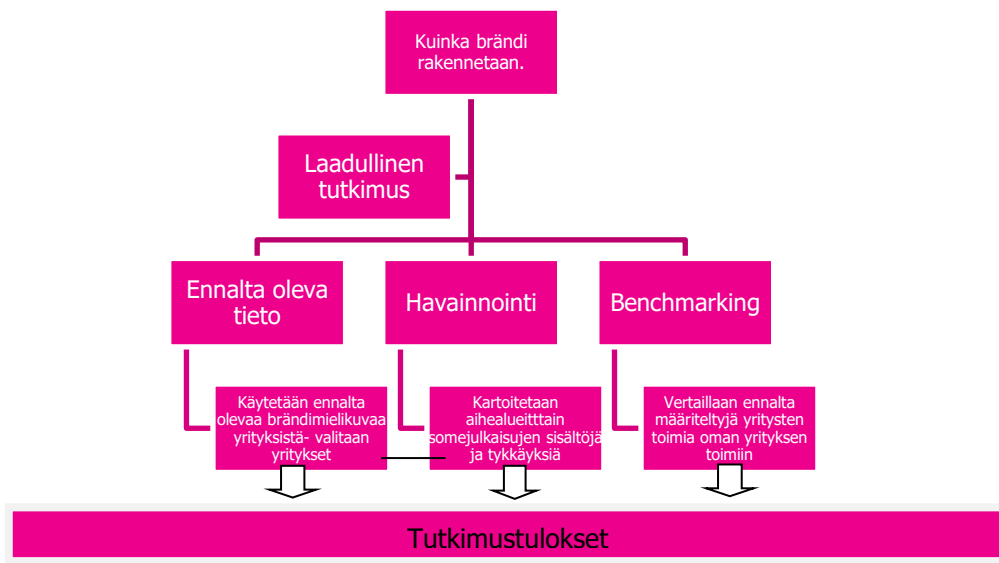 Kuinka brändi
rakennetaan.
Laadullinen
tutkimus
Ennalta oleva
tieto
Havainnointi
Benchmarking
Käytetään ennalta
olevaa brändimielikuvaa
yrityksistä- valitaan
yritykset
Kartoitetaan
aihealueitttain
somejulkaisujen sisältöjä
ja tykkäyksiä
Vertaillaan ennalta
määriteltyjä yritysten
toimia oman yrityksen
toimiin
Tutkimustulokset